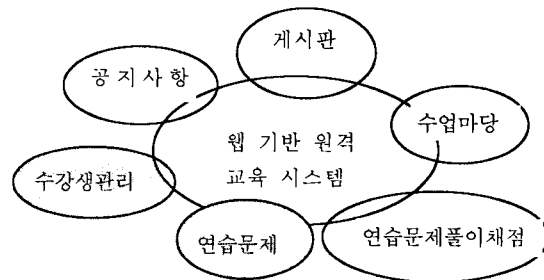 게시판
공지사항
수업마당
웹 기반 원격
교육 시스템
수강생관리
연습문제
연습문제풀이채점